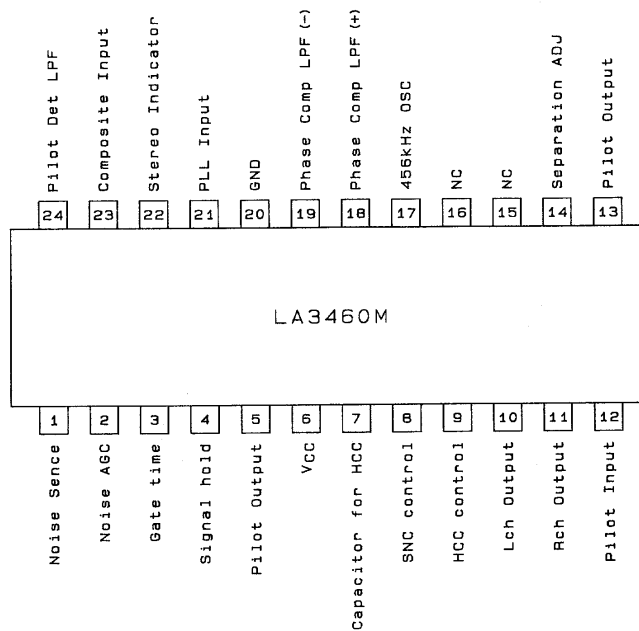 Pilot Det LPF
Composite Input
Stereo Indicator
PLL Input
GND
Phase Comp LPF (-)
Phase Comp LPF (+)
456kHz OSC
NC
NC
Separation ADJ
Pilot Output
24 23 22 21 20 19 18 17 16 15 14 13
LA3460M
1 2 3 4 5 6 7 8 9 10 11 12
Noise Sence
Noise AGC
Gate time
Signal hold
Pilot Output
VCC
Capacitor for HCC
SNC control
HCC control
Lch Output
Rch Output
Pilot Input